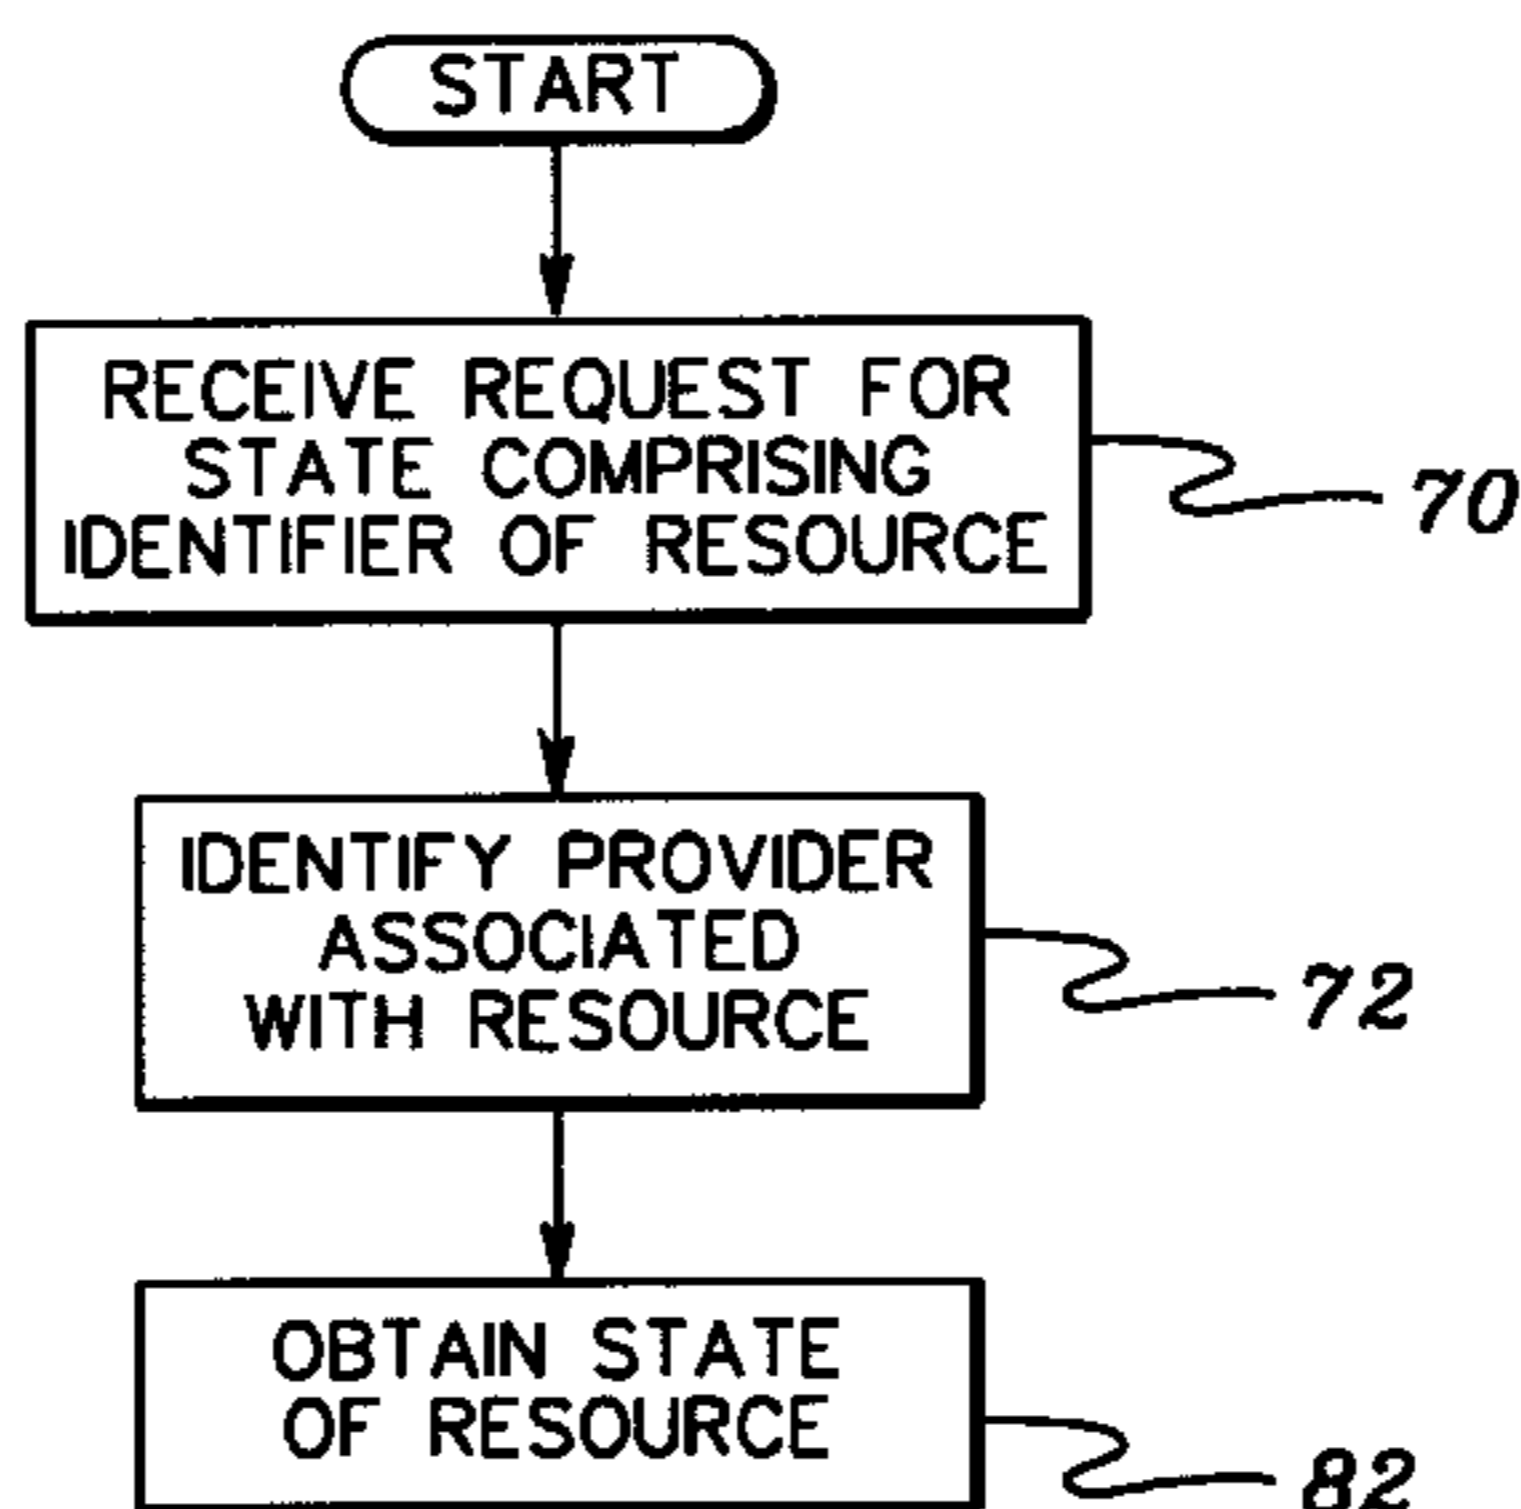 START
RECEIVE REQUEST FOR
STATE COMPRISING
IDENTIFIER OF RESOURCE
70
IDENTIFY PROVIDER
ASSOCIATED
WITH RESOURCE
72
OBTAIN STATE
OF RESOURCE
82